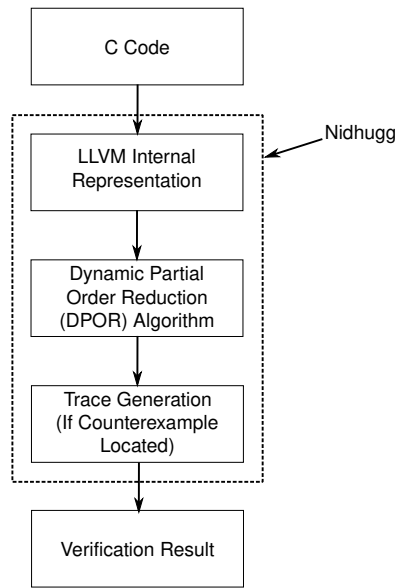 C Code
Nidhugg
LLVM Internal
Representation
Dynamic Partial
Order Reduction
(DPOR) Algorithm
Trace Generation
(If Counterexample
Located)
Verification Result